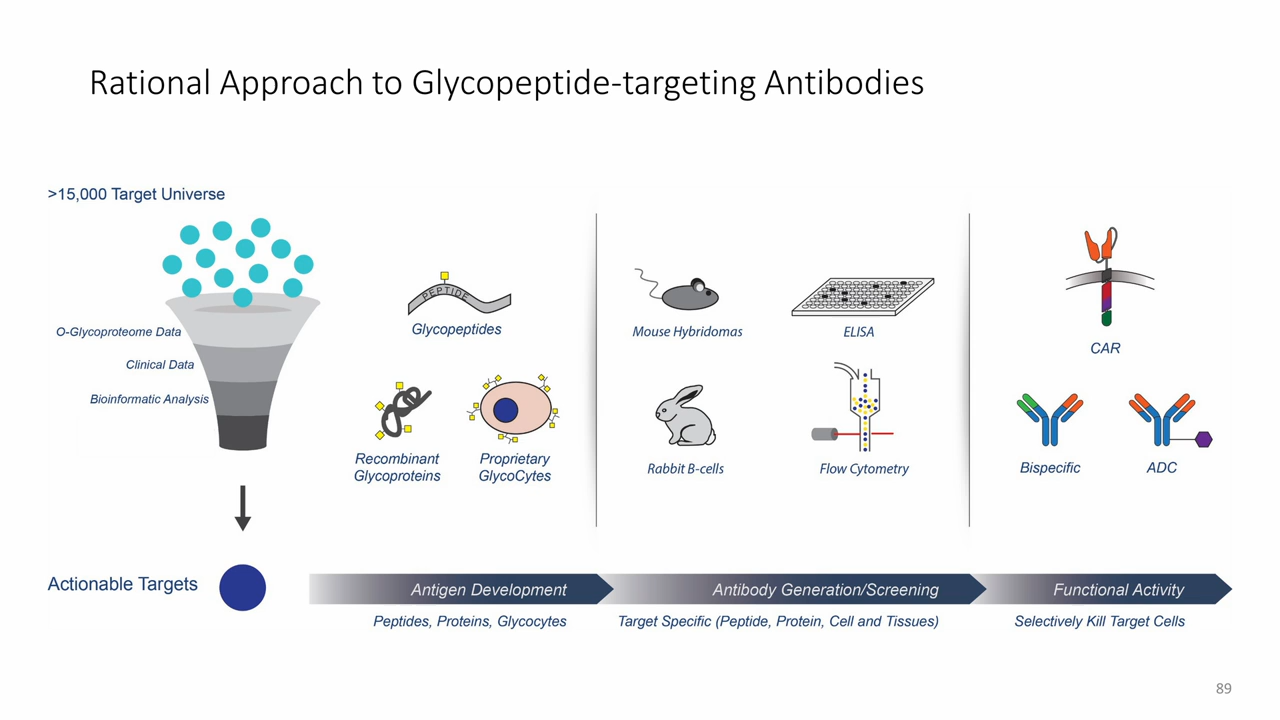 Rational Approach to Glycopeptide-targeting Antibodies
>15,000 Target Universe
O-Glycoproteome Data
Clinical Data
Bioinformatic Analysis
Actionable Targets
PEPTIDE
Glycopeptides
Recombinant
Glycoproteins
Proprietary
GlycoCytes
Mouse Hybridomas
ELISA
Rabbit B-cells
Flow Cytometry
CAR
Bispecific
ADC
Antigen Development
Antibody Generation/Screening
Functional Activity
Peptides, Proteins, Glycocytes
Target Specific (Peptide, Protein, Cell and Tissues)
Selectively Kill Target Cells
89